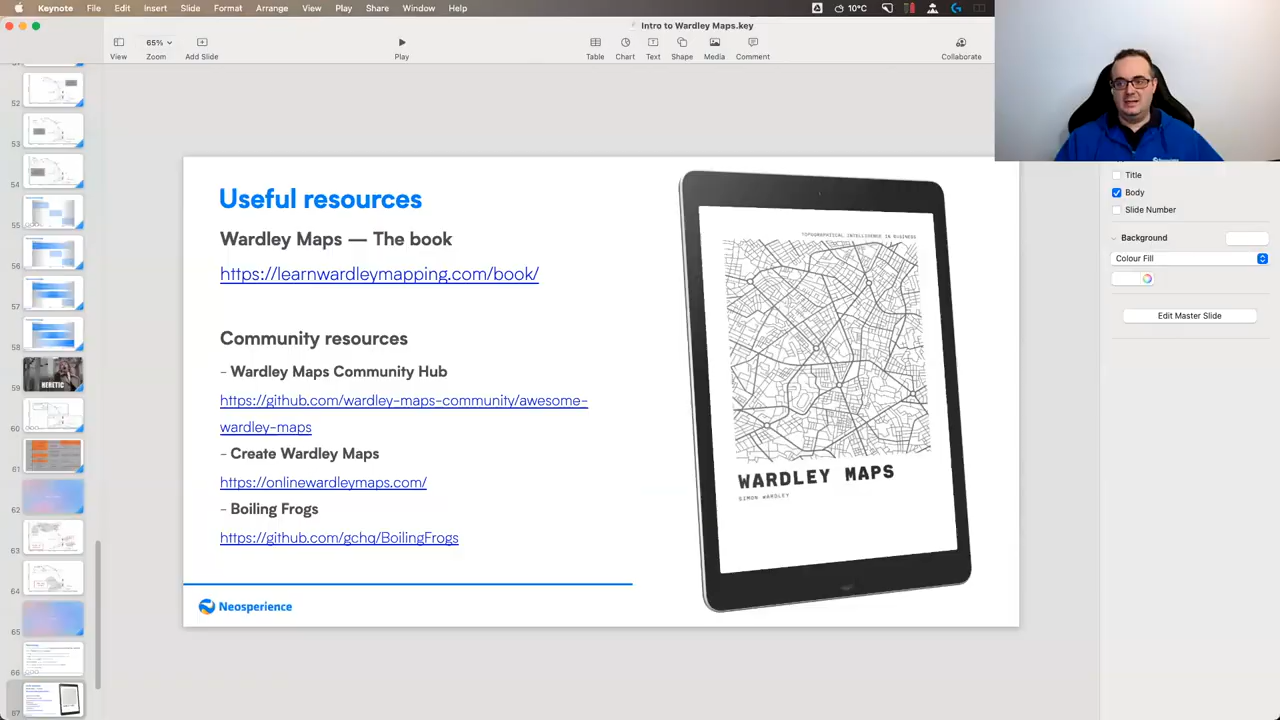 Keynote File Edit Insert Slide Format Arrange View Play Share Window Help
10°C
Intro to Wardley Maps.key
65%
View Zoom Add Slide Play Table Chart Text Shape Media Comment Collaborate
52
53
54
55
56
57
58
59
HERETIC
60
61
62
63
64
65
66
67
Useful resources
Wardley Maps — The book
https://learnwardleymapping.com/book/
Community resources
- Wardley Maps Community Hub
https://github.com/wardley-maps-community/awesome-
wardley-maps
- Create Wardley Maps
https://onlinewardleymaps.com/
- Boiling Frogs
https://github.com/gchq/BoilingFrogs
Neosperience
TOPOGRAPHICAL INTELLIGENCE IN BUSINESS
WARDLEY MAPS
SIMON WARDLEY
Title
Body
Slide Number
Background
Colour Fill
Edit Master Slide